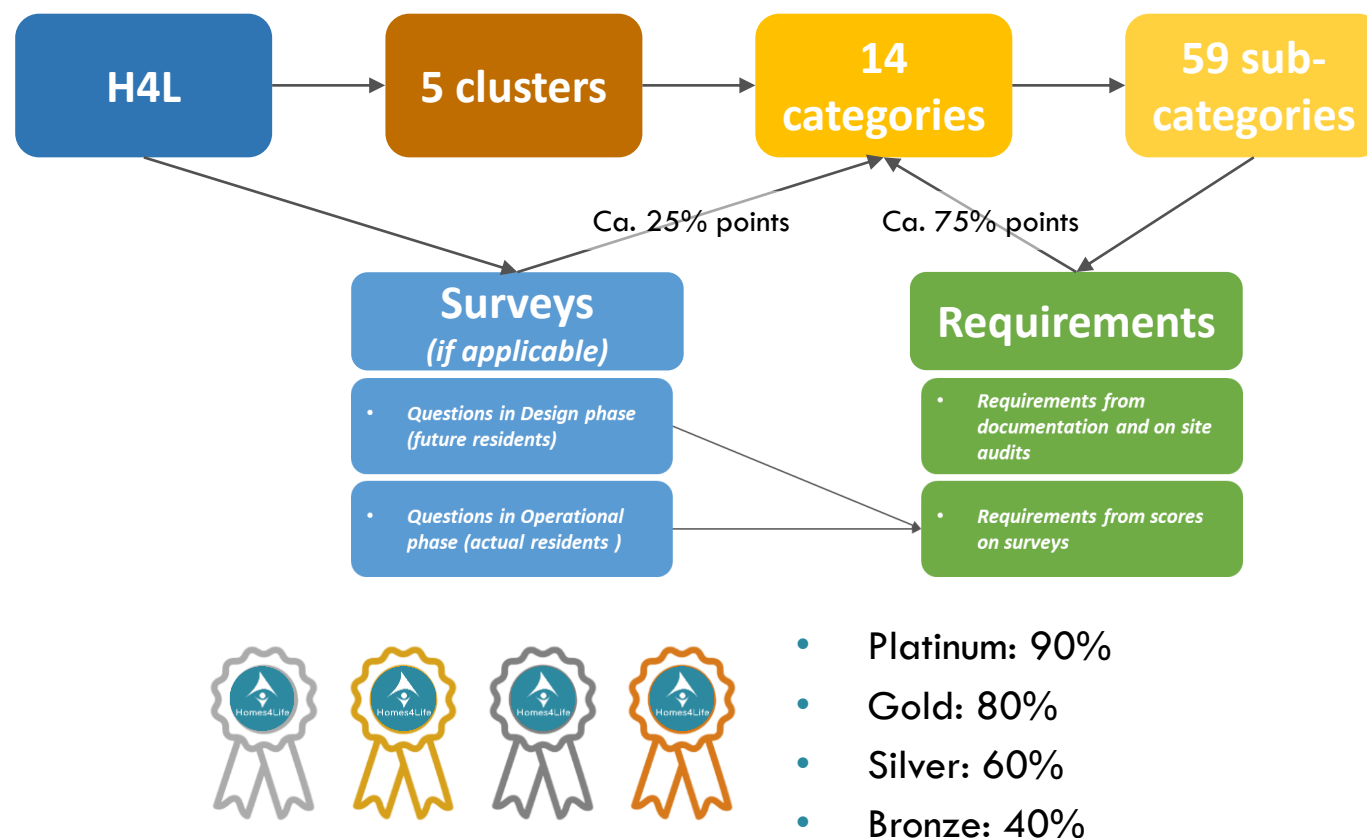 H4L
5 clusters
14
categories
59 sub-
categories
Ca. 25% points
Ca. 75% points
Surveys
(if applicable)
• Questions in Design phase
(future residents)
• Questions in Operational
phase (actual residents )
Requirements
• Requirements from
documentation and on site
audits
• Requirements from scores
on surveys
Homes4Life
Homes4Life
Homes4Life
Homes4Life
• Platinum: 90%
• Gold: 80%
• Silver: 60%
• Bronze: 40%